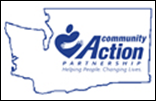 community
Action
PARTNERSHIP
Helping People. Changing Lives.